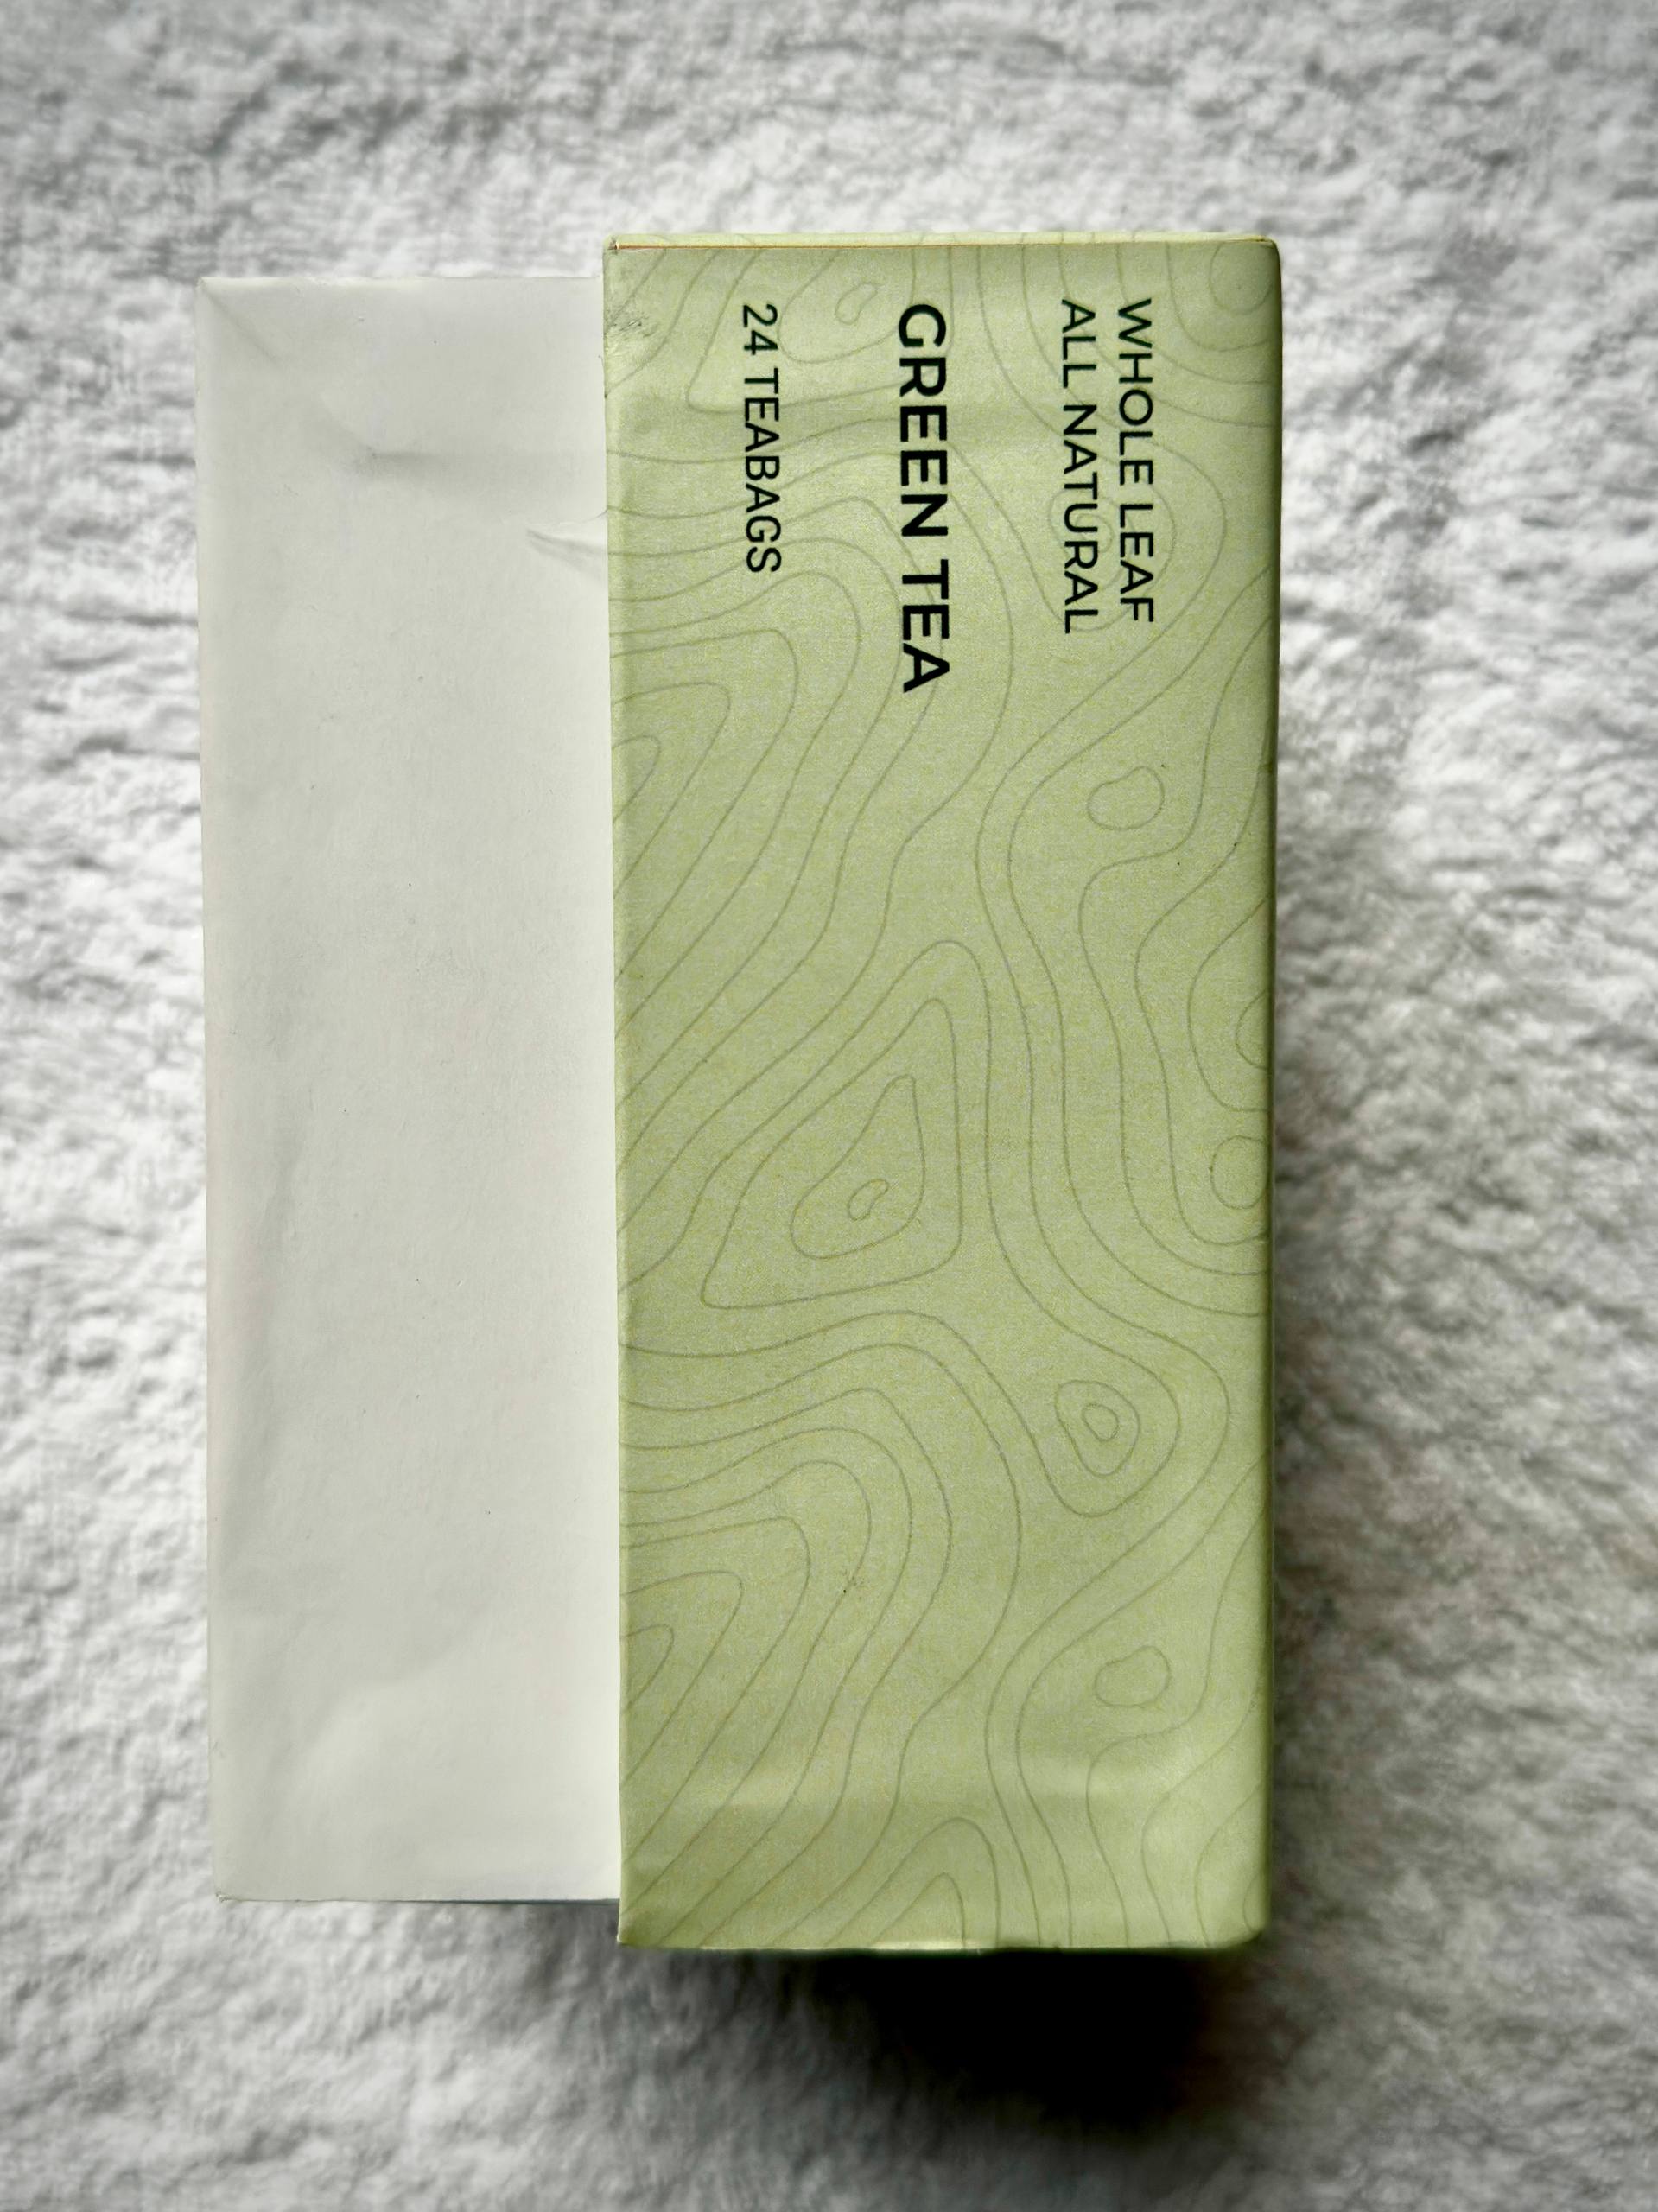 WHOLE LEAF
ALL NATURAL
GREEN TEA
24 TEABAGS